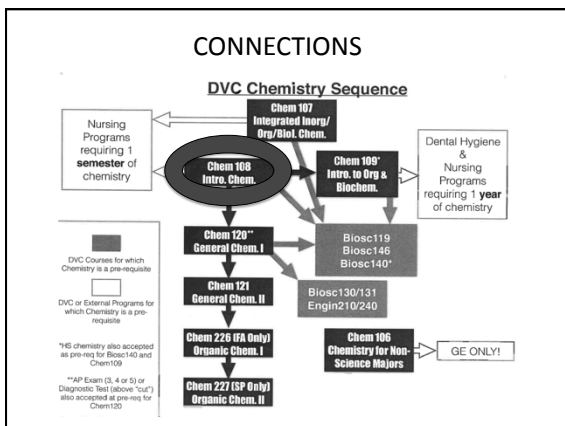 CONNECTIONS
DVC Chemistry Sequence
Chem 107
Integrated Inorg/
Org/Biol. Chem.
Nursing
Programs
requiring 1
semester of
chemistry
Chem 108
Intro. Chem.
Chem 109*
Intro. to Org &
Biochem.
Dental Hygiene
&
Nursing
Programs
requiring 1 year
of chemistry
Chem 120**
General Chem. I
Biosc119
Biosc146
Biosc140*
DVC Courses for which
Chemistry is a pre-requisite
Chem 121
General Chem. II
Biosc130/131
Engin210/240
DVC or External Programs for
which Chemistry is a pre-
requisite
Chem 226 (FA Only)
Organic Chem. I
Chem 106
Chemistry for Non-
Science Majors
GE ONLY!
*HS chemistry also accepted
as pre-req for Biosc140 and
Chem109
Chem 227 (SP Only)
Organic Chem. II
**AP Exam (3, 4 or 5) or
Diagnostic Test (above "cut")
also accepted at pre-req for
Chem120